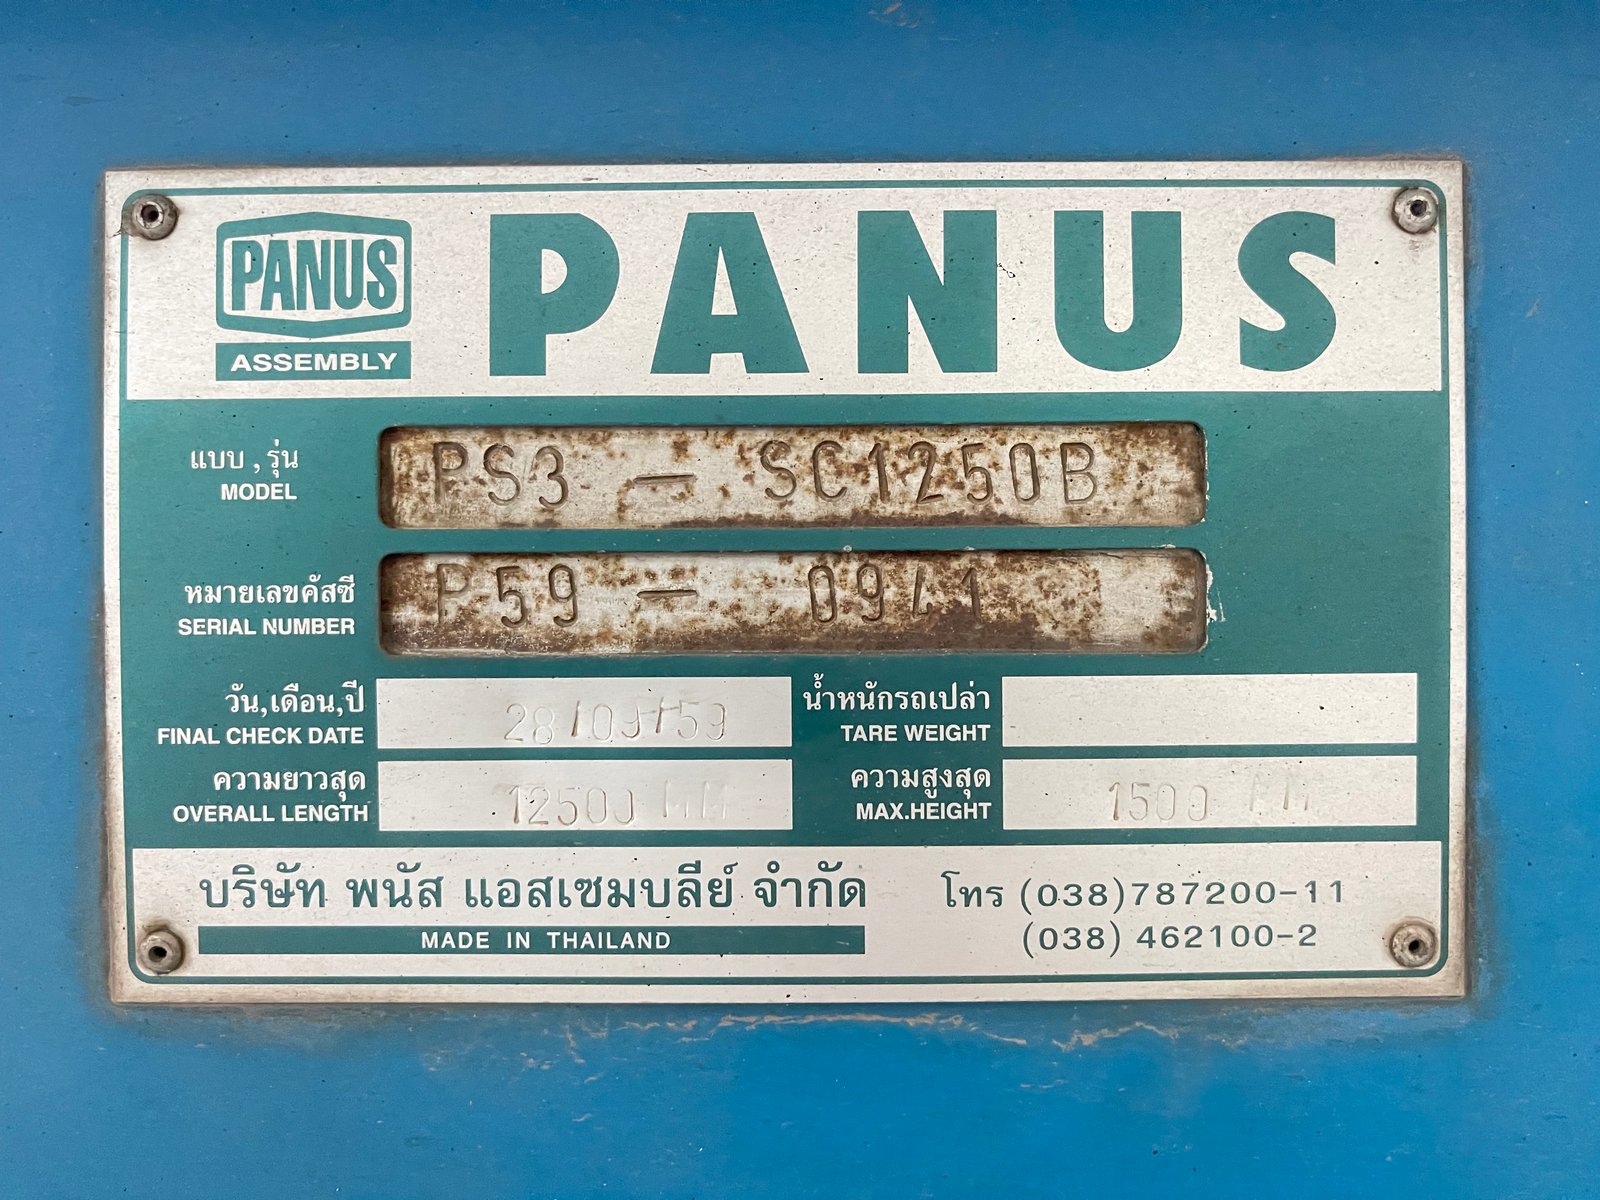 PANUS
ASSEMBLY
PANUS
แบบ , รุ่น
MODEL
PS3 - SC1250B
หมายเลขคัสซี
SERIAL NUMBER
P59 - 0941
วัน,เดือน,ปี
FINAL CHECK DATE
28/09/59
น้ำหนักรถเปล่า
TARE WEIGHT
ความยาวสุด
OVERALL LENGTH
12500 MM
ความสูงสุด
MAX.HEIGHT
1500 MM
บริษัท พนัส แอสเซมบลีย์ จำกัด
MADE IN THAILAND
โทร (038)787200-11
(038) 462100-2